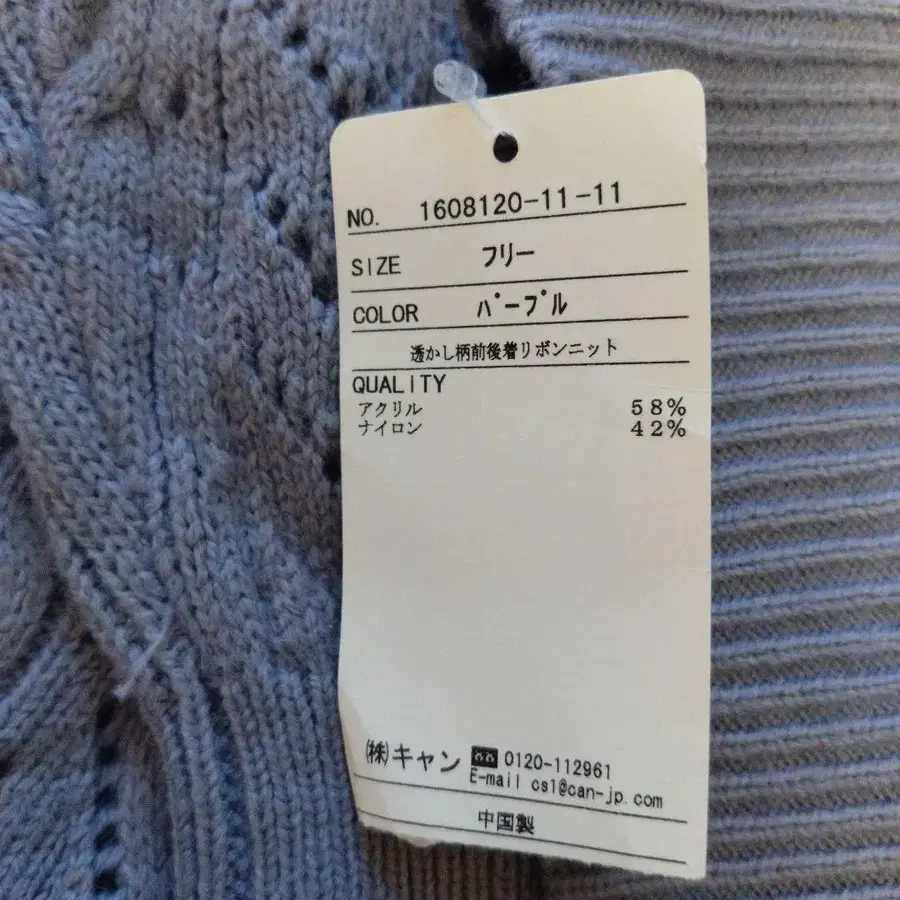 NO. 1608120-11-11
SIZE フリー
COLOR パープル
透かし柄前後着リボンニット
QUALITY
アクリル 58%
ナイロン 42%
㈱キャン 0120-112961
E-mail cs1@can-jp.com
中国製